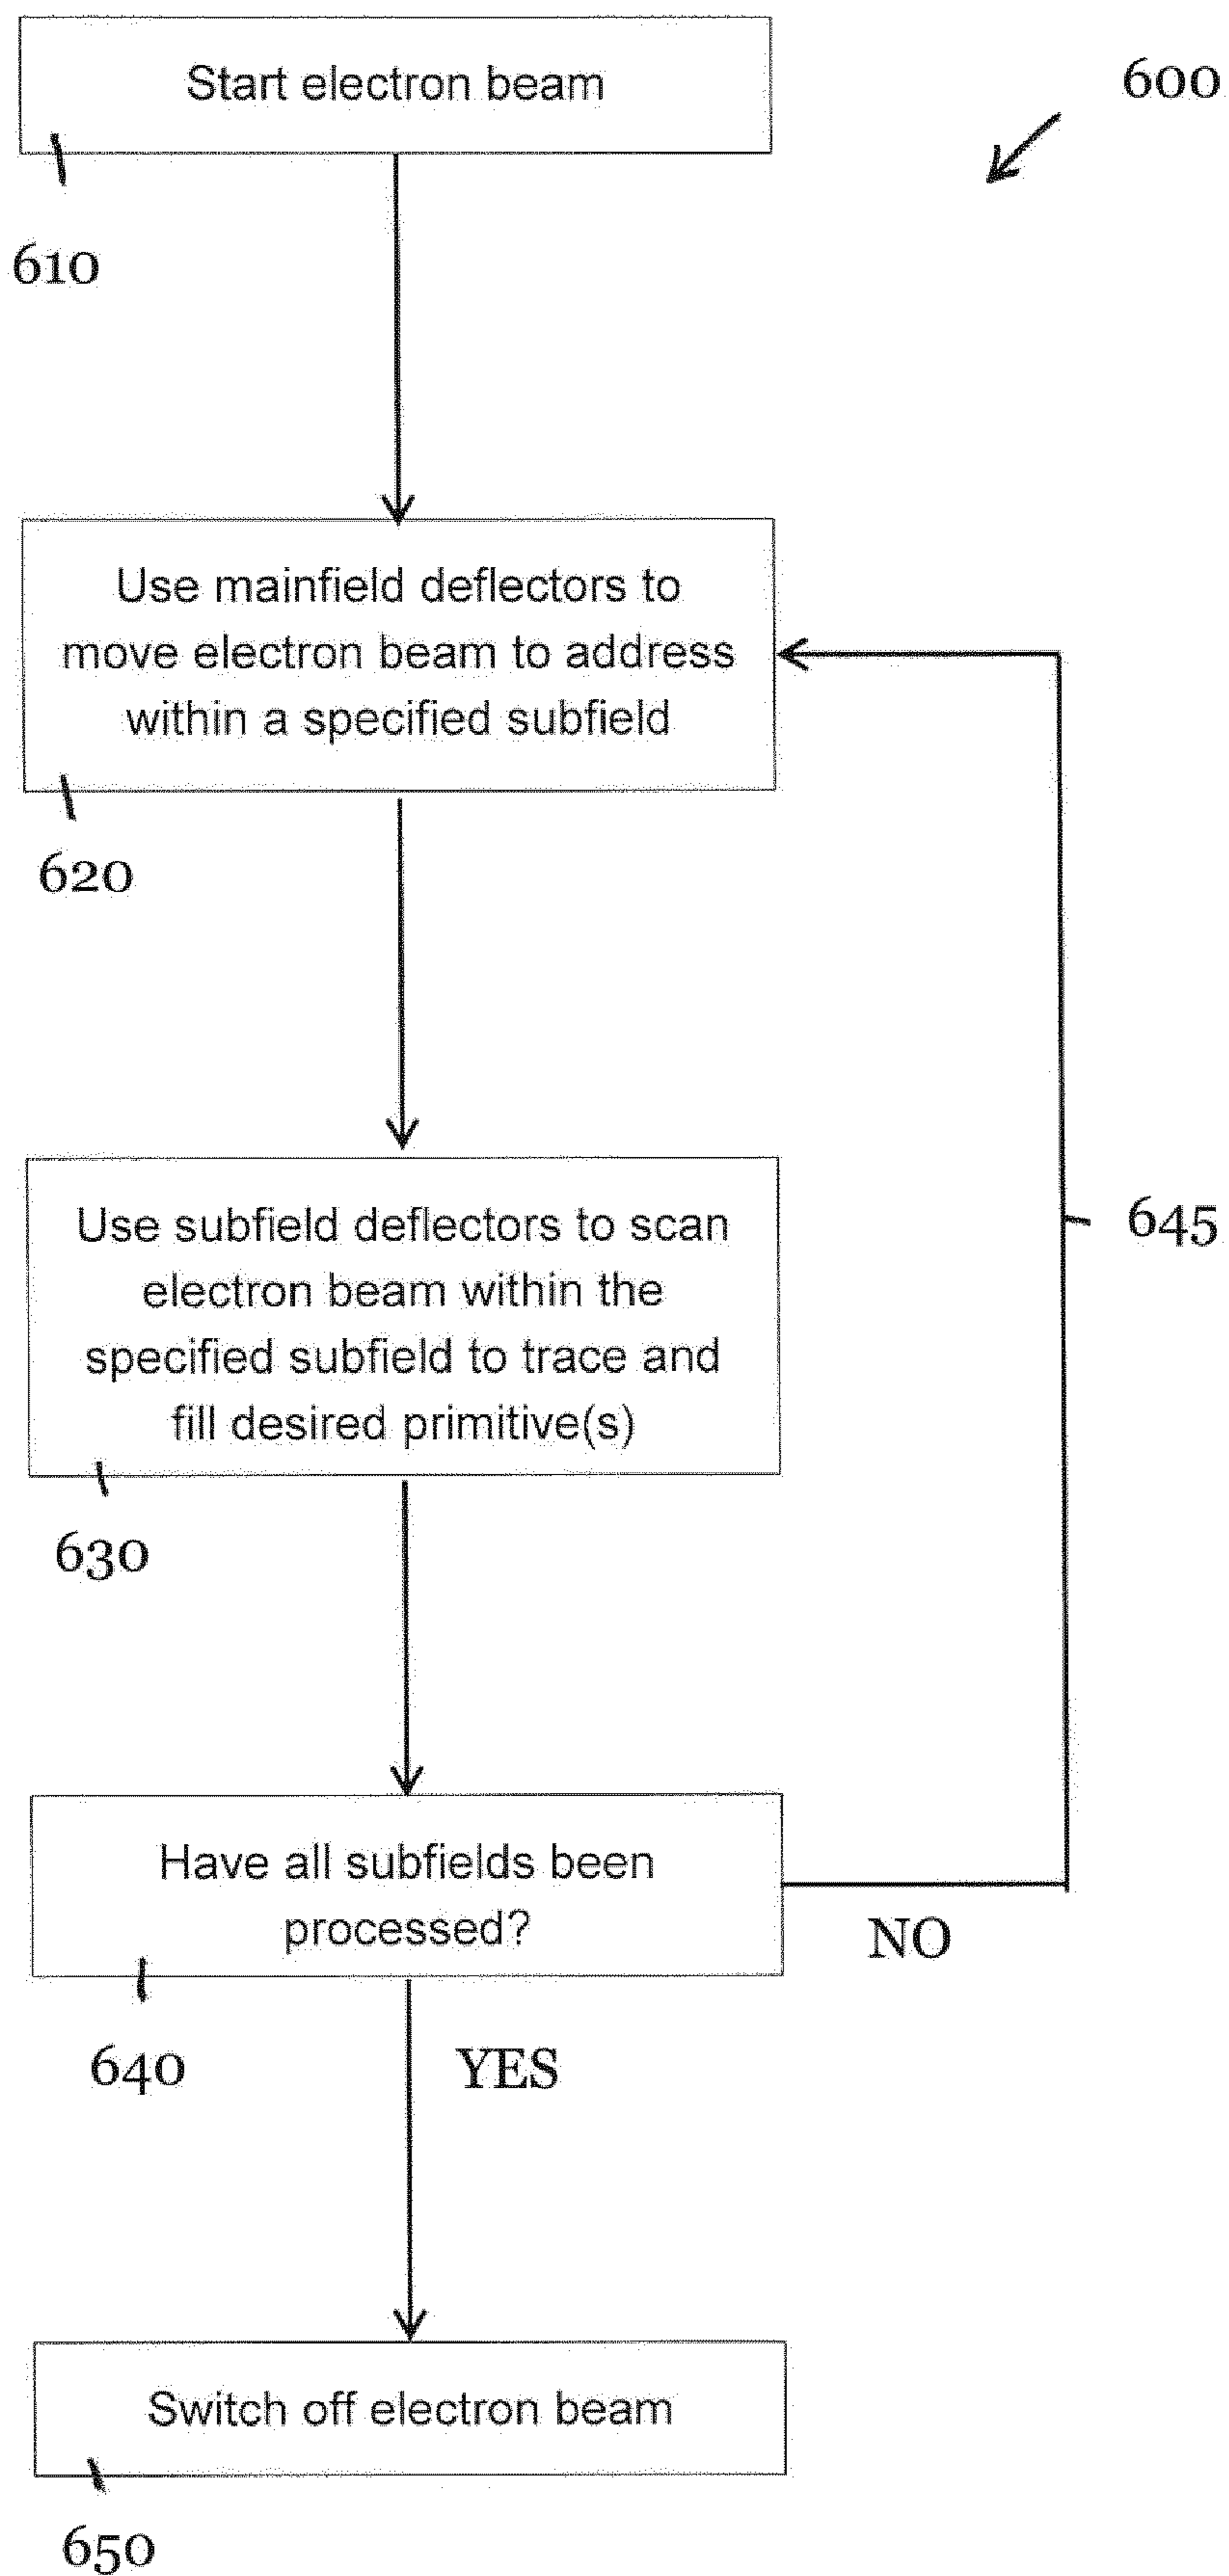 Start electron beam
600
610
Use mainfield deflectors to
move electron beam to address
within a specified subfield
620
Use subfield deflectors to scan
electron beam within the
specified subfield to trace and
fill desired primitive(s)
645
630
Have all subfields been
processed?
NO
640
YES
Switch off electron beam
650